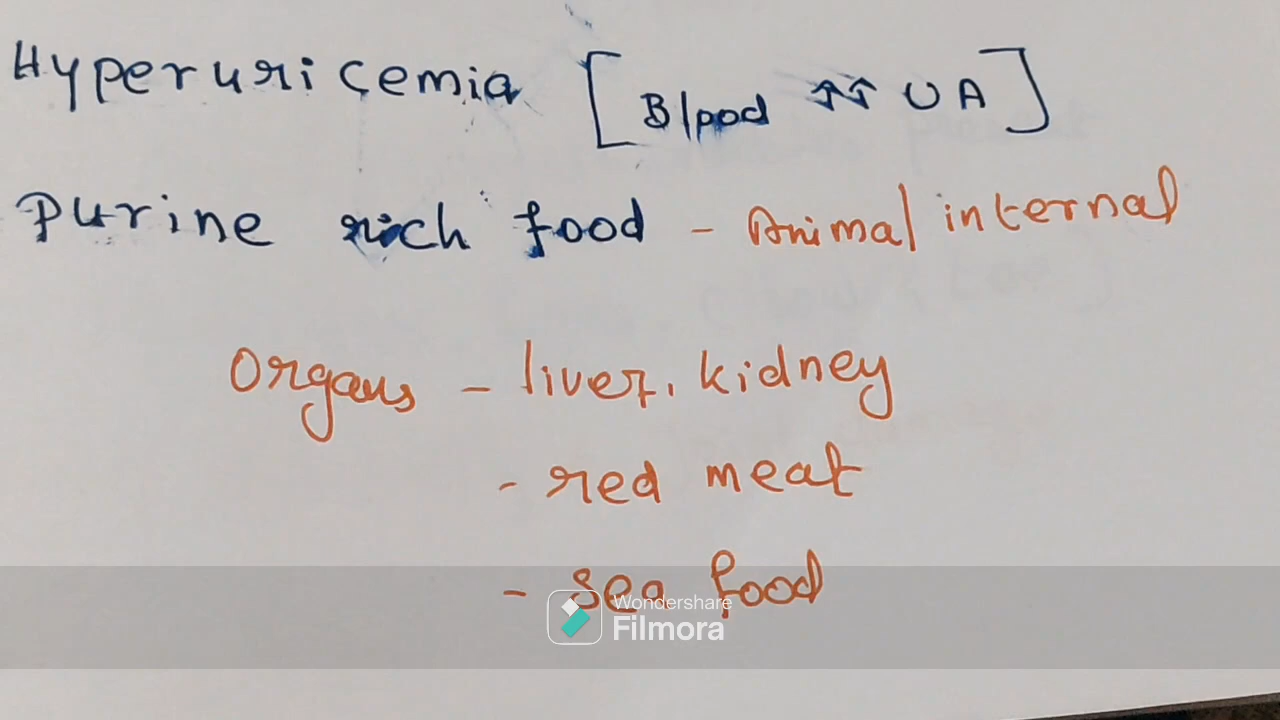 Hyperuricemia [Blood ↑↑ UA]
Purine rich food - Animal internal
Organs - liver, kidney
- red meat
- sea food
Wondershare
Filmora